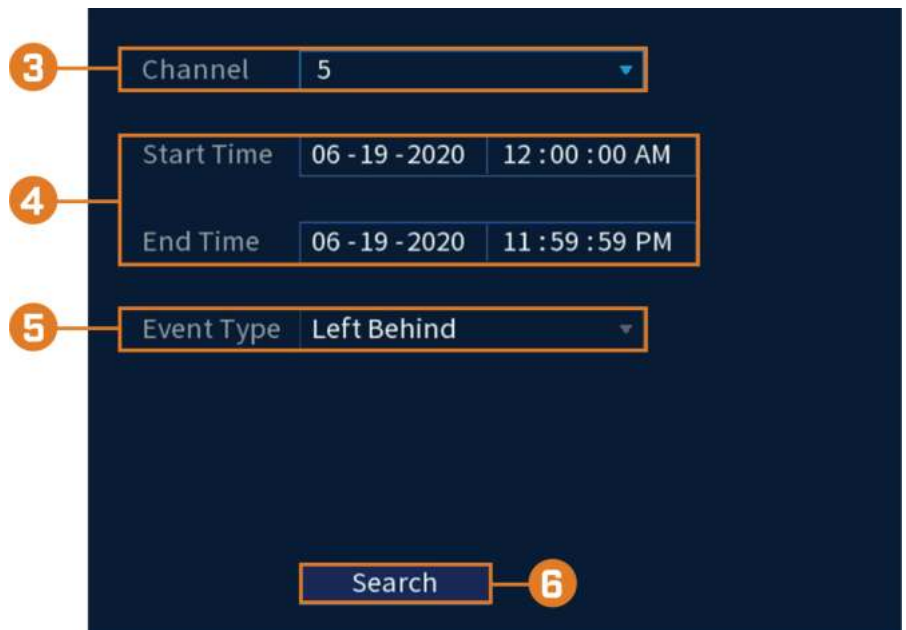 3 Channel 5
Start Time 06 - 19 - 2020 12 : 00 : 00 AM
4
End Time 06 - 19 - 2020 11 : 59 : 59 PM
5 Event Type Left Behind
Search 6